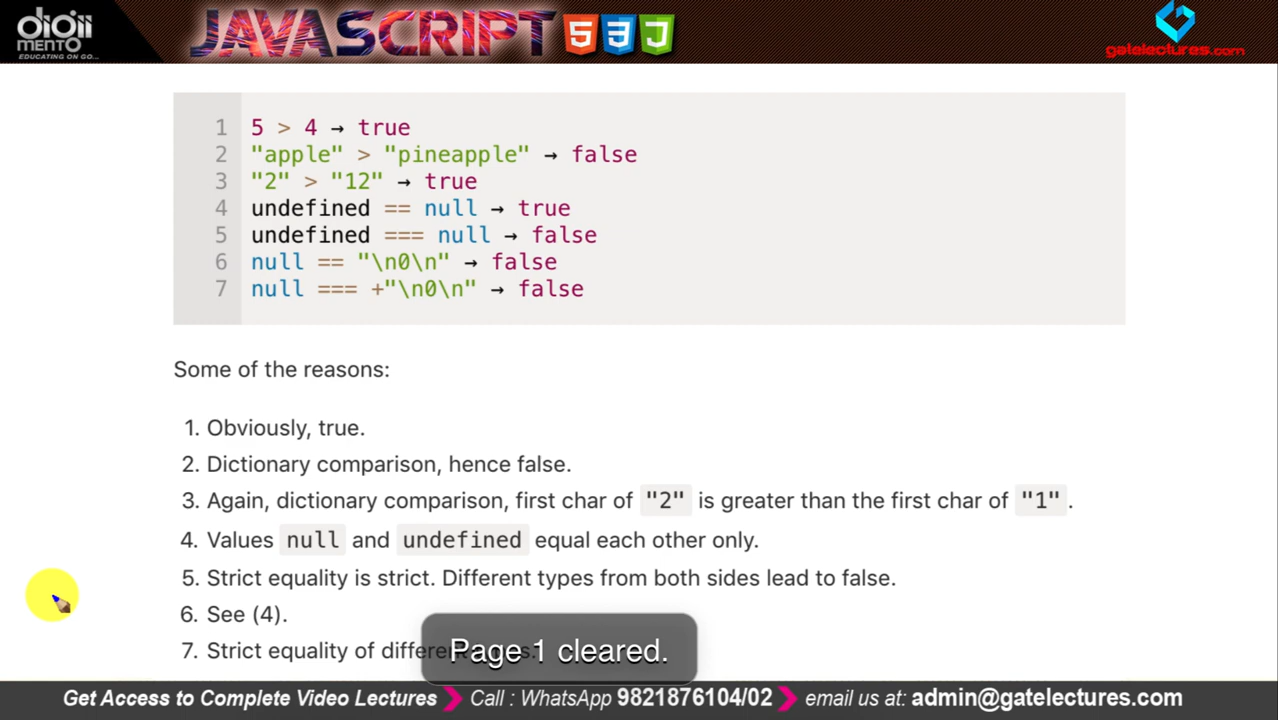 digii
MENTO
EDUCATING ON GO...
JAVASCRIPT
5 3 J
gatelectures.com
1 5 > 4 → true
2 "apple" > "pineapple" → false
3 "2" > "12" → true
4 undefined == null → true
5 undefined === null → false
6 null == "\n0\n" → false
7 null === +"\n0\n" → false
Some of the reasons:
1. Obviously, true.
2. Dictionary comparison, hence false.
3. Again, dictionary comparison, first char of "2" is greater than the first char of "1".
4. Values null and undefined equal each other only.
5. Strict equality is strict. Different types from both sides lead to false.
6. See (4).
7. Strict equality of different
Page 1 cleared.
Get Access to Complete Video Lectures Call : WhatsApp 9821876104/02 email us at: admin@gatelectures.com